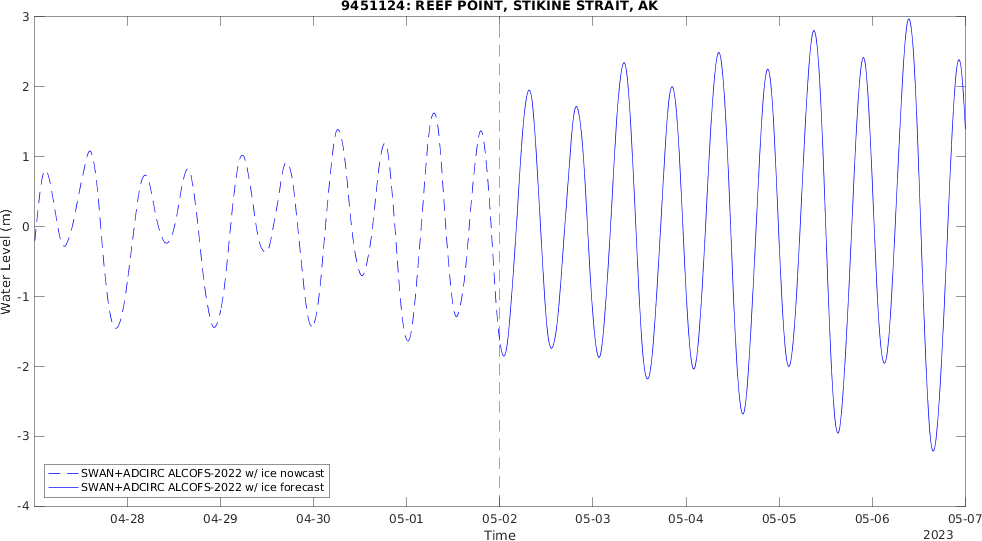 9451124: REEF POINT, STIKINE STRAIT, AK
3
2
1
0
-1
-2
-3
-4
Water Level (m)
SWAN+ADCIRC ALCOFS-2022 w/ ice nowcast
SWAN+ADCIRC ALCOFS-2022 w/ ice forecast
04-28 04-29 04-30 05-01 05-02 05-03 05-04 05-05 05-06 05-07
Time
2023